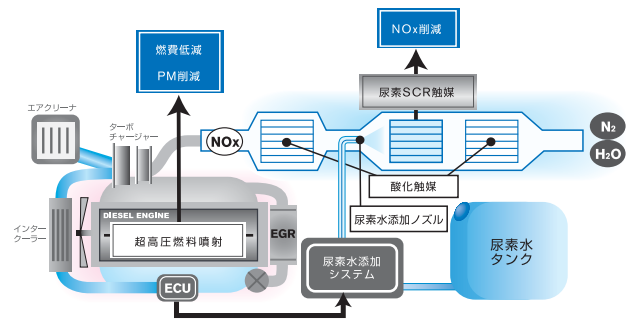 NOx削減
燃費低減
PM削減
尿素SCR触媒
エアクリーナ
ターボ
チャージャー
NOx
N2
H2O
酸化触媒
尿素水添加ノズル
DIESEL ENGINE
超高圧燃料噴射
EGR
インター
クーラー
尿素水添加
システム
尿素水
タンク
ECU